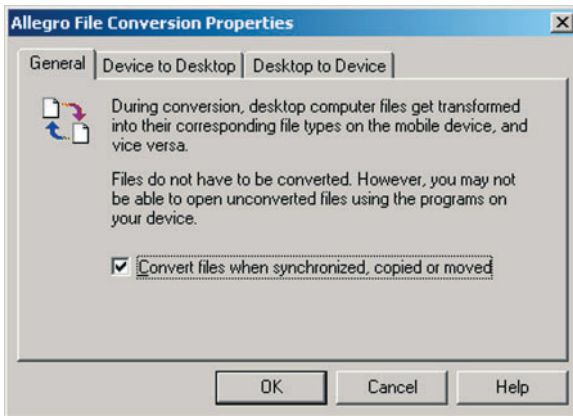 Allegro File Conversion Properties
General Device to Desktop Desktop to Device
During conversion, desktop computer files get transformed
into their corresponding file types on the mobile device, and
vice versa.
Files do not have to be converted. However, you may not
be able to open unconverted files using the programs on
your device.
Convert files when synchronized, copied or moved
OK Cancel Help